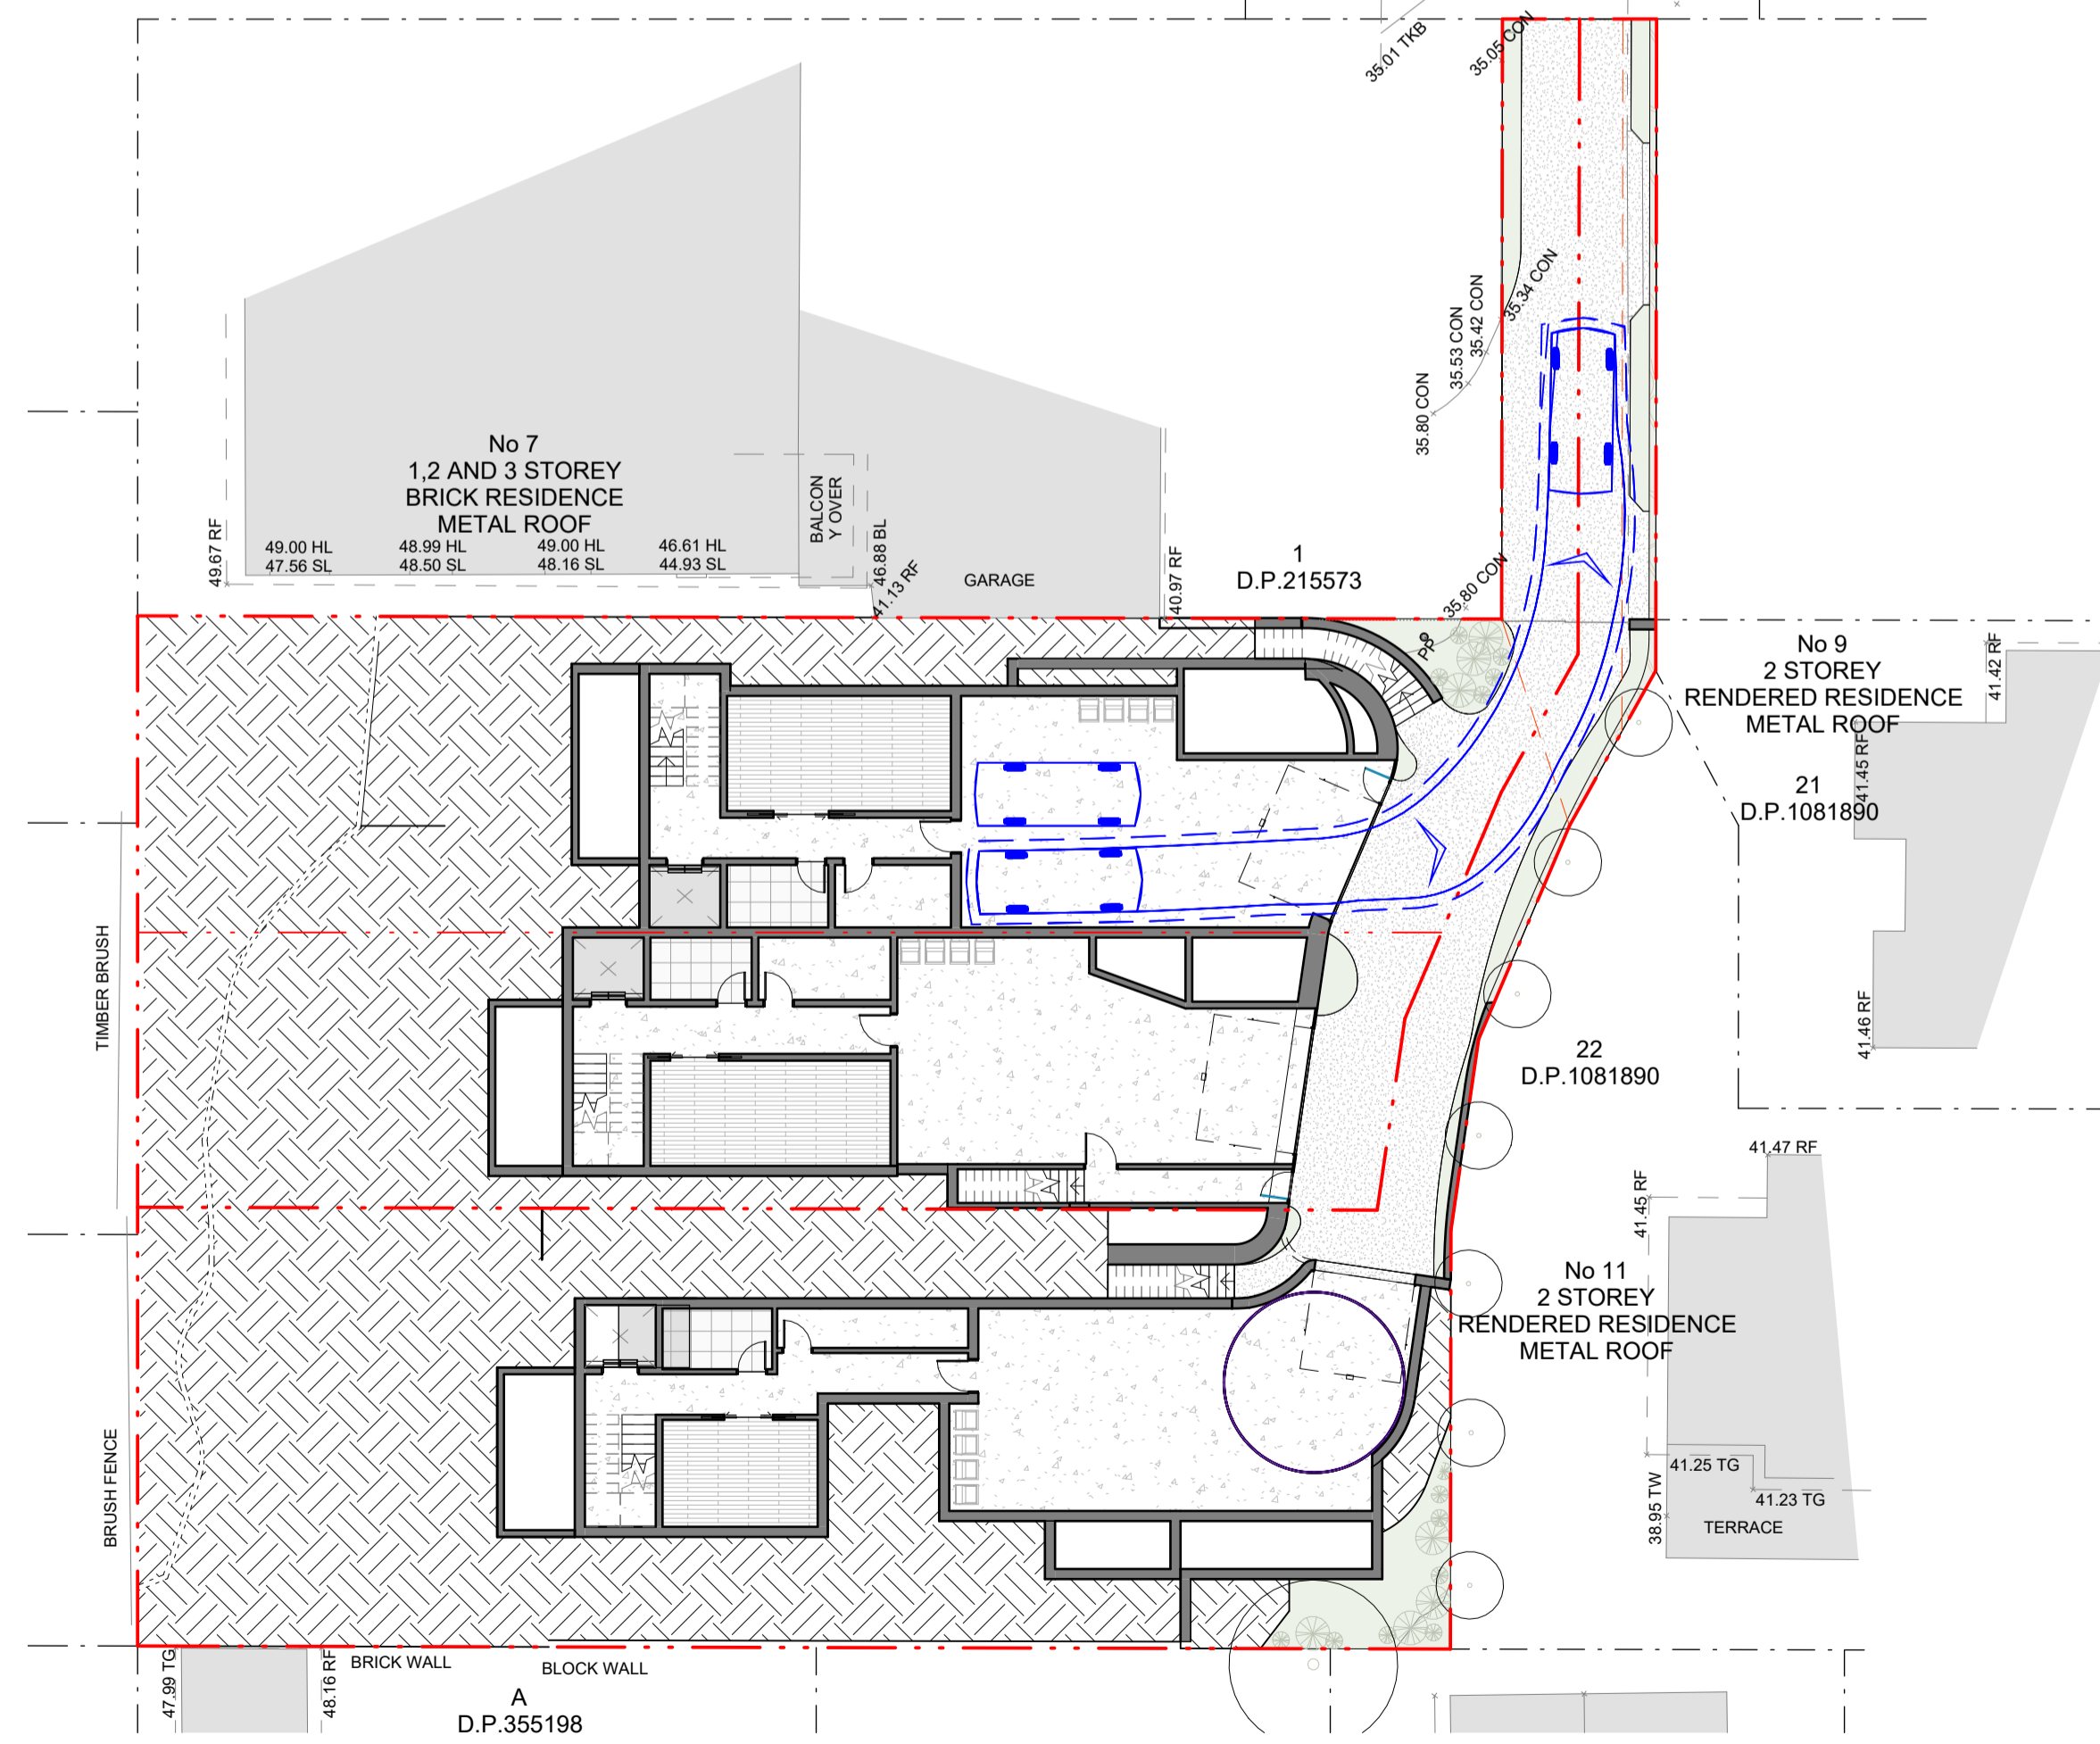 35.01 TKB
35.05 CON
35.34 CON
35.42 CON
35.53 CON
35.80 CON
No 7
1,2 AND 3 STOREY
BRICK RESIDENCE
METAL ROOF
49.67 RF
49.00 HL
47.56 SL
48.99 HL
48.50 SL
49.00 HL
48.16 SL
46.61 HL
44.93 SL
BALCON
Y OVER
46.88 BL
41.13 RF
GARAGE
40.97 RF
1
D.P.215573
35.80 CON
PP
No 9
2 STOREY
RENDERED RESIDENCE
METAL ROOF
41.42 RF
41.45 RF
21
D.P.1081890
41.46 RF
TIMBER BRUSH
22
D.P.1081890
41.47 RF
41.45 RF
No 11
2 STOREY
RENDERED RESIDENCE
METAL ROOF
BRUSH FENCE
41.25 TG
41.23 TG
38.95 TW
TERRACE
47.99 TG
48.16 RF
BRICK WALL
BLOCK WALL
A
D.P.355198